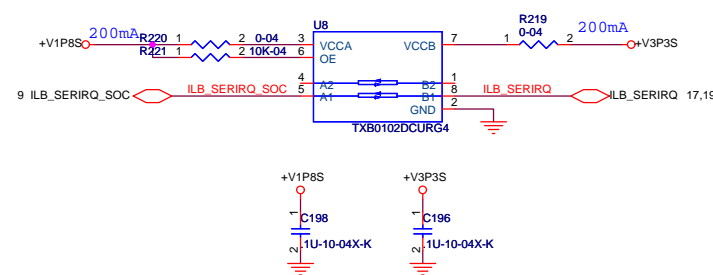 200mA
R220
U8
R219
200mA
+V1P8S
1
2
0-04
3
VCCA
VCCB
7
1
0-04
2
+V3P3S
R221
1
2
10K-04
6
OE
4
A2
B2
1
9 ILB_SERIRQ_SOC
ILB_SERIRQ_SOC
5
A1
B1
8
ILB_SERIRQ
ILB_SERIRQ 17,19
GND
2
TXB0102DCURG4
+V1P8S
+V3P3S
1
C198
1
C196
2
.1U-10-04X-K
2
.1U-10-04X-K